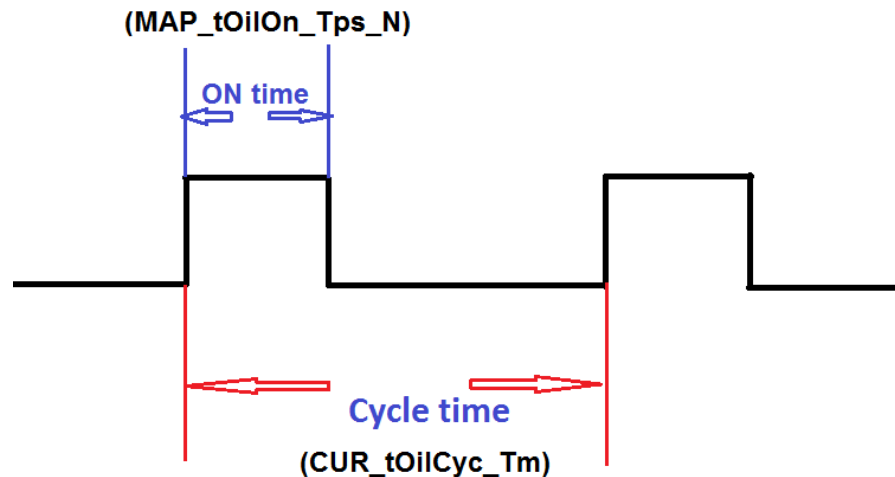 (MAP_tOilOn_Tps_N)
ON time
Cycle time
(CUR_tOilCyc_Tm)